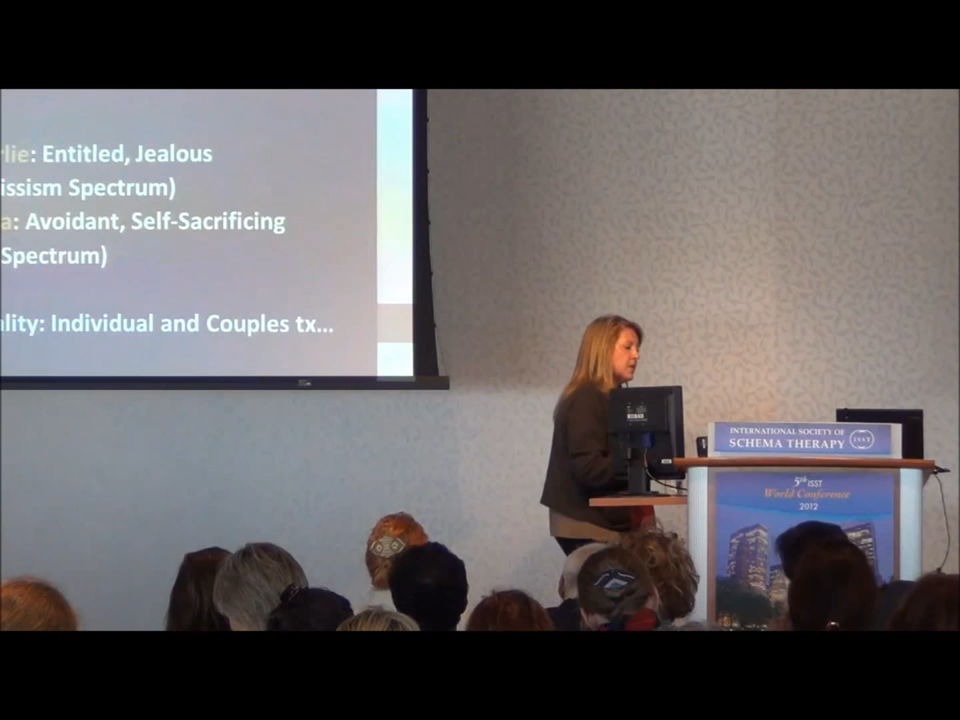 lie: Entitled, Jealous
issism Spectrum)
a: Avoidant, Self-Sacrificing
Spectrum)
ality: Individual and Couples tx...
INTERNATIONAL SOCIETY OF
SCHEMA THERAPY
ISST
5th ISST
World Conference
2012